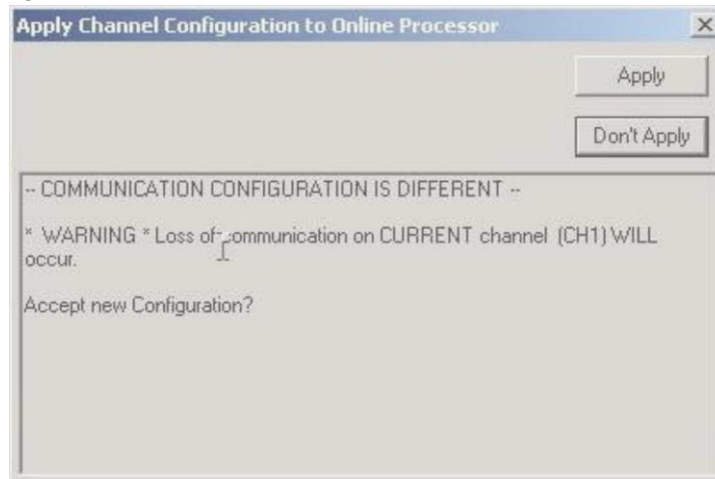 Apply Channel Configuration to Online Processor
Apply
Don't Apply
-- COMMUNICATION CONFIGURATION IS DIFFERENT --
* WARNING * Loss of communication on CURRENT channel (CH1) WILL
occur.
Accept new Configuration?